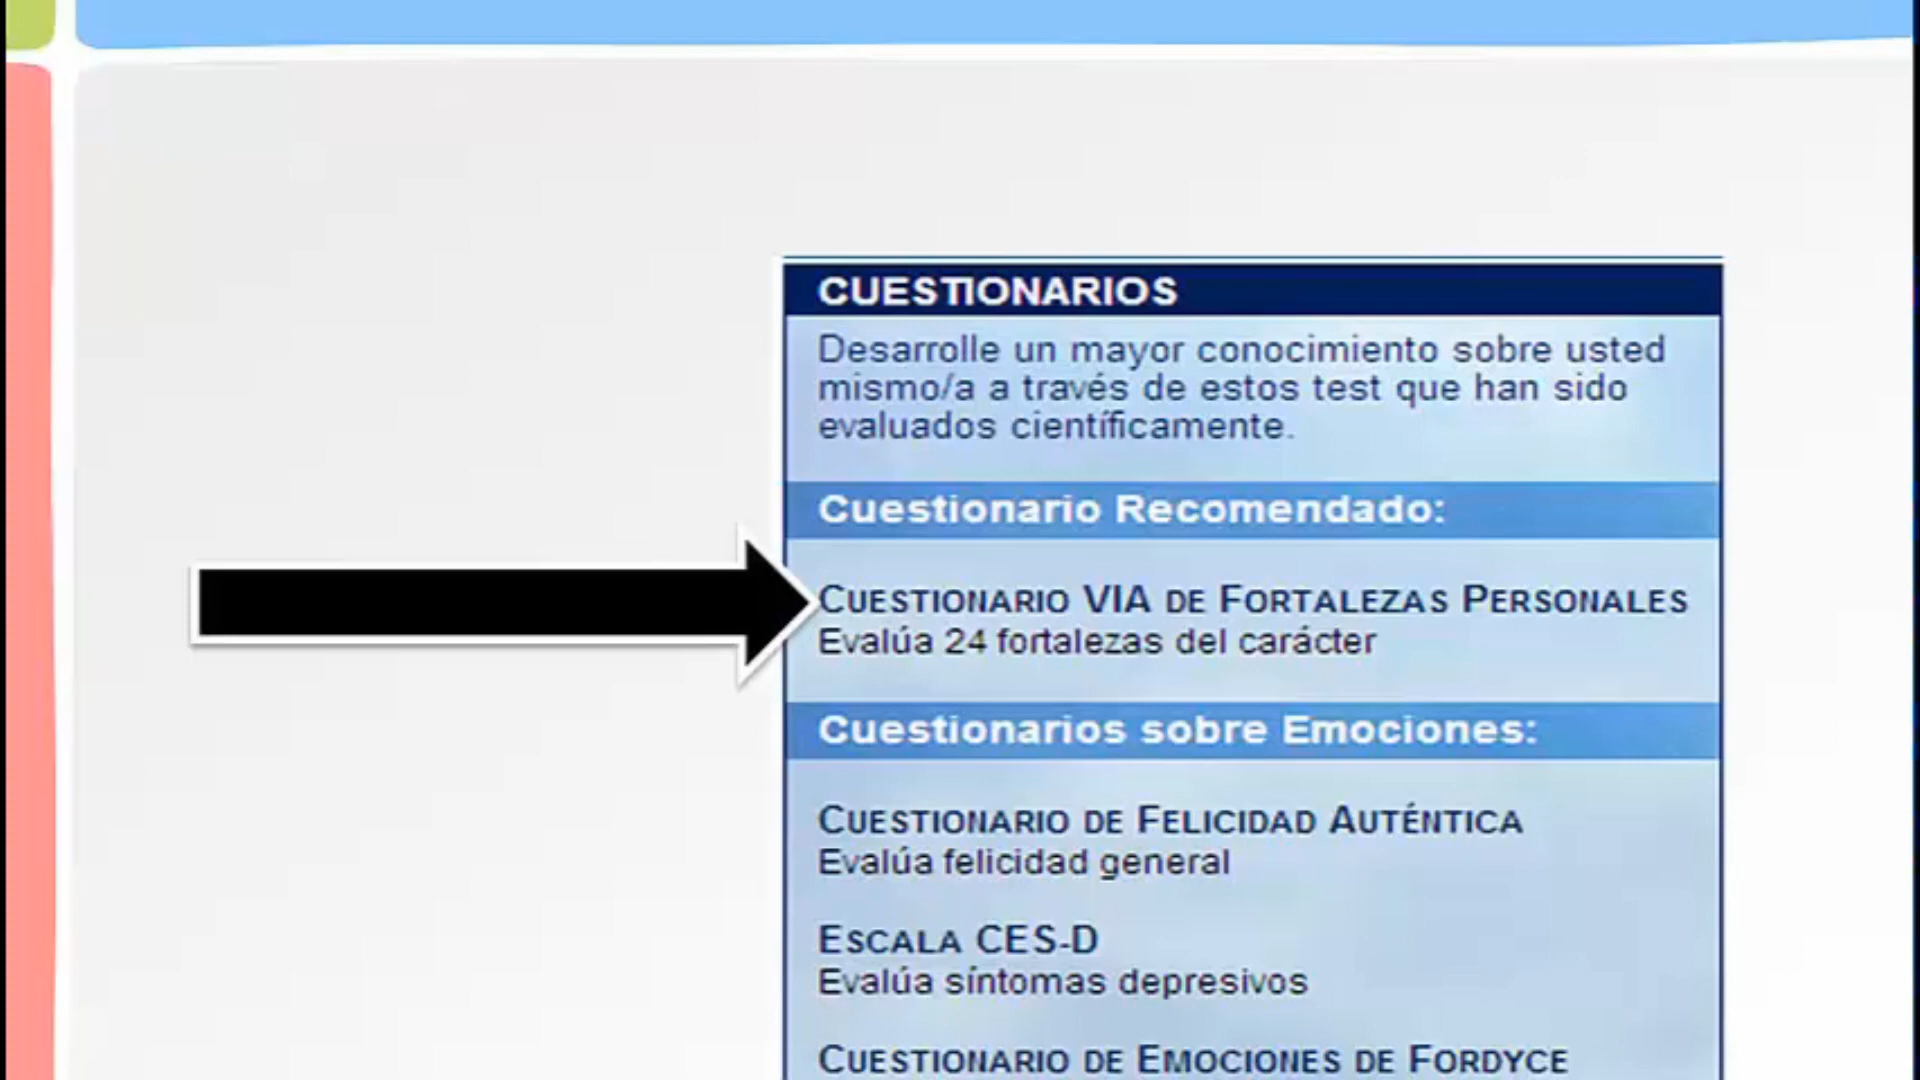 CUESTIONARIOS
Desarrolle un mayor conocimiento sobre usted
mismo/a a través de estos test que han sido
evaluados científicamente.
Cuestionario Recomendado:
CUESTIONARIO VIA DE FORTALEZAS PERSONALES
Evalúa 24 fortalezas del carácter
Cuestionarios sobre Emociones:
CUESTIONARIO DE FELICIDAD AUTÉNTICA
Evalúa felicidad general
ESCALA CES-D
Evalúa síntomas depresivos
CUESTIONARIO DE EMOCIONES DE FORDYCE